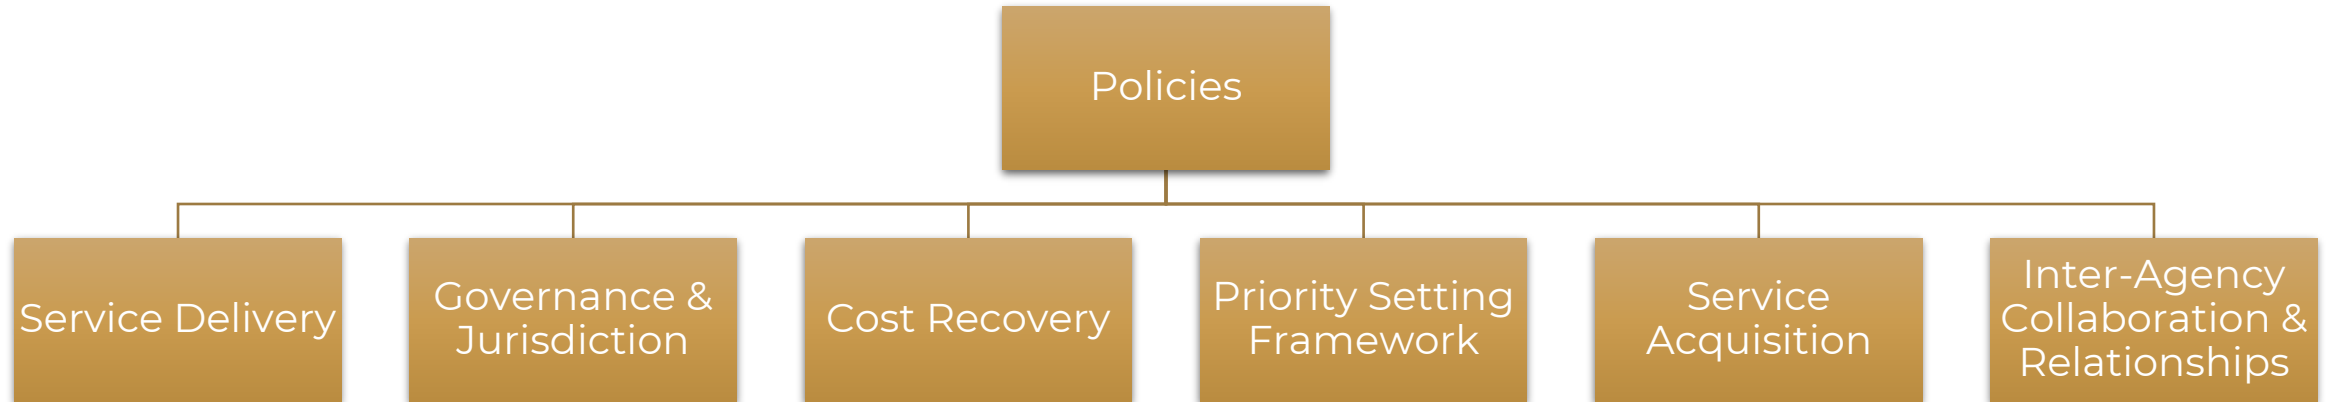 Policies
Service Delivery
Governance &
Jurisdiction
Cost Recovery
Priority Setting
Framework
Service
Acquisition
Inter-Agency
Collaboration &
Relationships